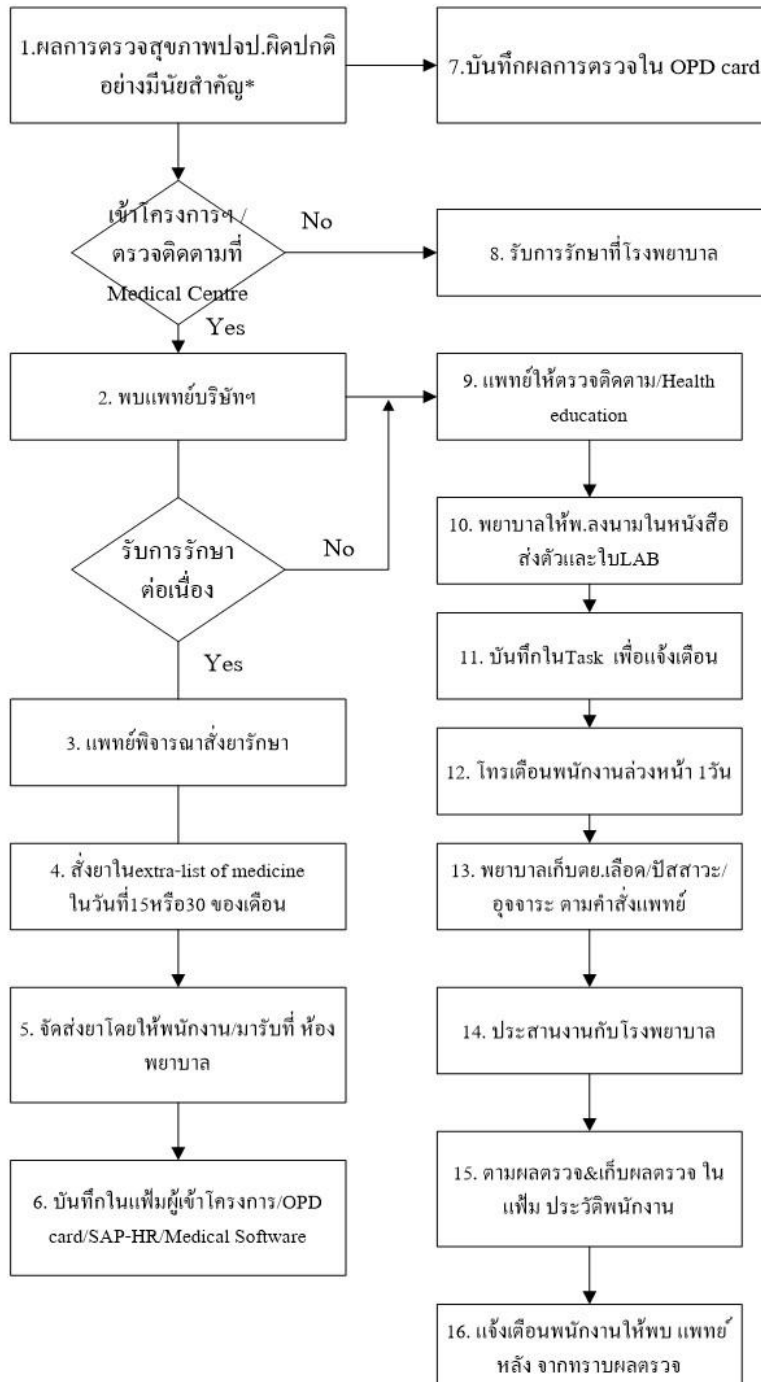 1.ผลการตรวจสุขภาพปจป.ผิดปกติ
อย่างมีนัยสำคัญ*
7.บันทึกผลการตรวจใน OPD card
เข้าโครงการฯ /
ตรวจติดตามที่
Medical Centre
No
8. รับการรักษาที่โรงพยาบาล
Yes
2. พบแพทย์บริษัทฯ
9. แพทย์ให้ตรวจติดตาม/Health
education
รับการรักษา
ต่อเนื่อง
No
10. พยาบาลให้พ.ลงนามในหนังสือ
ส่งตัวและใบLAB
Yes
11. บันทึกในTask เพื่อแจ้งเตือน
3. แพทย์พิจารณาสั่งยารักษา
12. โทรเตือนพนักงานล่วงหน้า 1วัน
4. สั่งยาในextra-list of medicine
ในวันที่15หรือ30 ของเดือน
13. พยาบาลเก็บตย.เลือด/ปัสสาวะ/
อุจจาระ ตามคำสั่งแพทย์
5. จัดส่งยาโดยให้พนักงาน/มารับที่ ห้อง
พยาบาล
14. ประสานงานกับโรงพยาบาล
6. บันทึกในแฟ้มผู้เข้าโครงการ/OPD
card/SAP-HR/Medical Software
15. ตามผลตรวจ&เก็บผลตรวจ ใน
แฟ้ม ประวัติพนักงาน
16. แจ้งเตือนพนักงานให้พบ แพทย์
หลัง จากทราบผลตรวจ